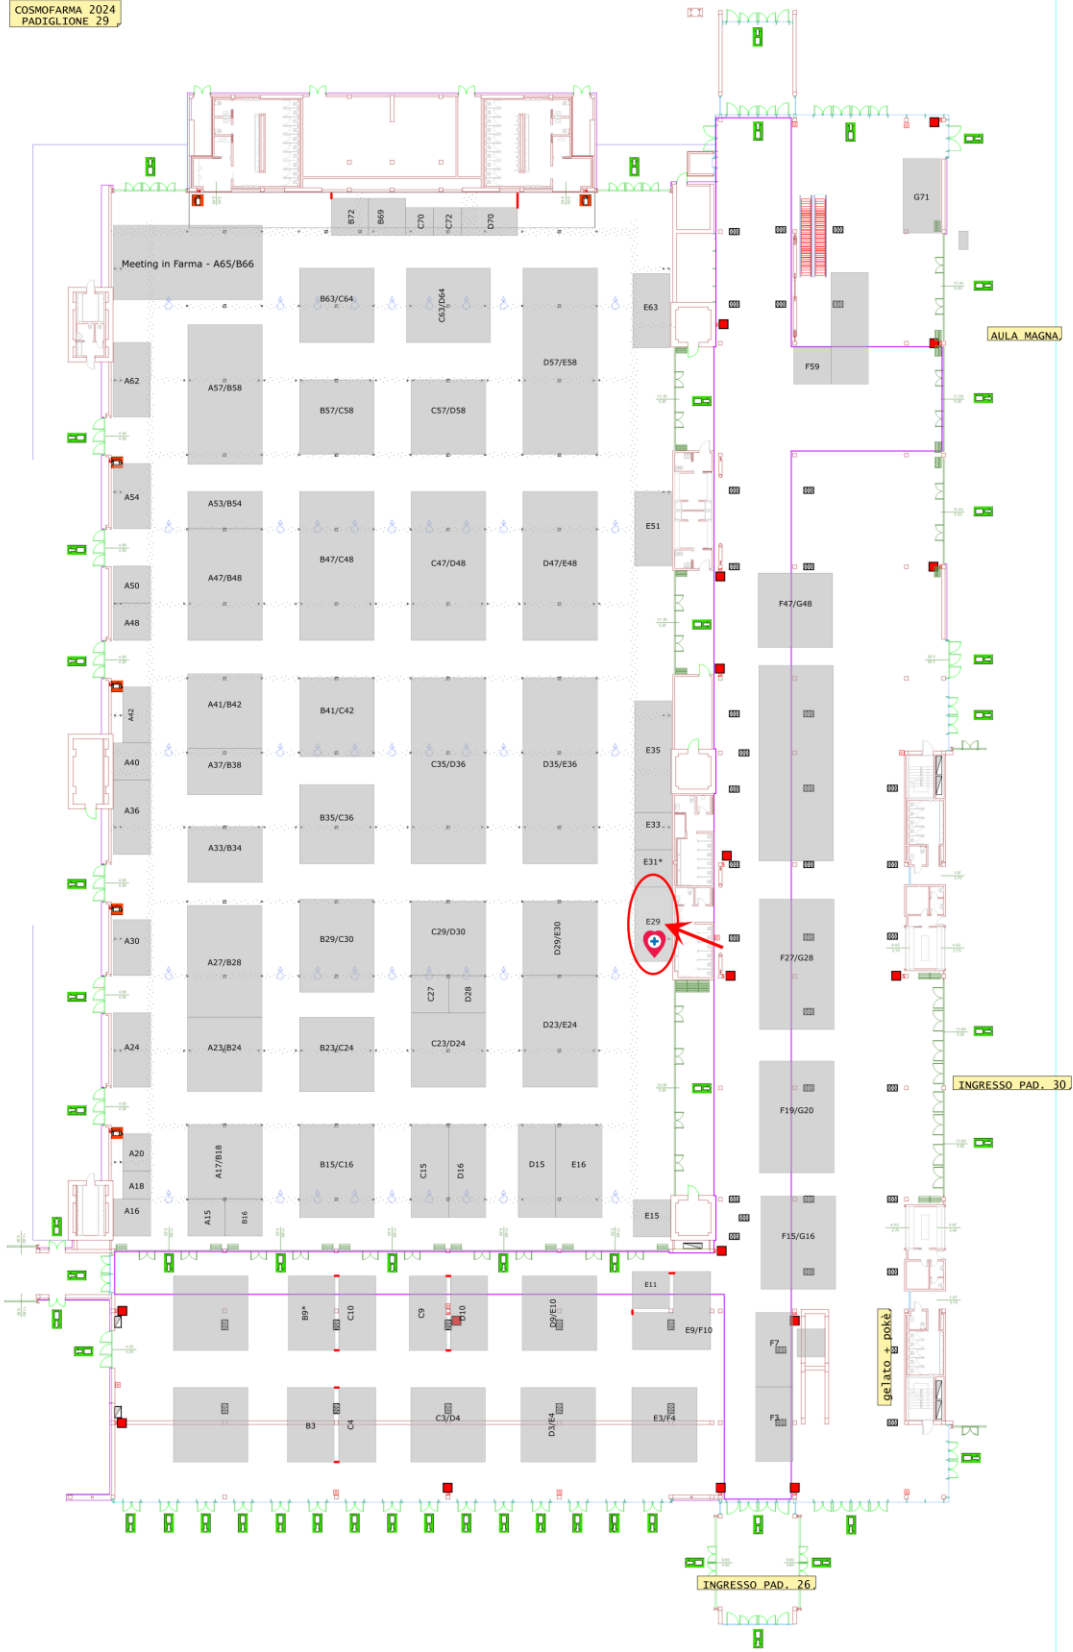 COSMOFARMA 2024
PADIGLIONE 29
B72
B69
C70
C72
D70
G71
Meeting in Farma - A65/B66
B63/C64
C63/D64
E63
AULA MAGNA
D57/E58
F59
A62
A57/B58
B57/C58
C57/D58
A54
A53/B54
E51
B47/C48
C47/D48
D47/E48
A47/B48
A50
A48
F47/G48
A42
A41/B42
B41/C42
E35
A40
A37/B38
C35/D36
D35/E36
A36
B35/C36
E33
A33/B34
E31*
E29
A30
A27/B28
B29/C30
C29/D30
D29/E30
F27/G28
C27
D28
D23/E24
A24
A23/B24
B23/C24
C23/D24
INGRESSO PAD. 30
F19/G20
A20
A18
A16
A17/B18
B15/C16
C15
D16
D15
E16
A15
B16
E15
F15/G16
E11
B9*
C10
C9
D10
D9/E10
E9/F10
F7
gelato + pokè
B3
C4
C3/D4
D3/E4
E3/F4
F3
INGRESSO PAD. 26